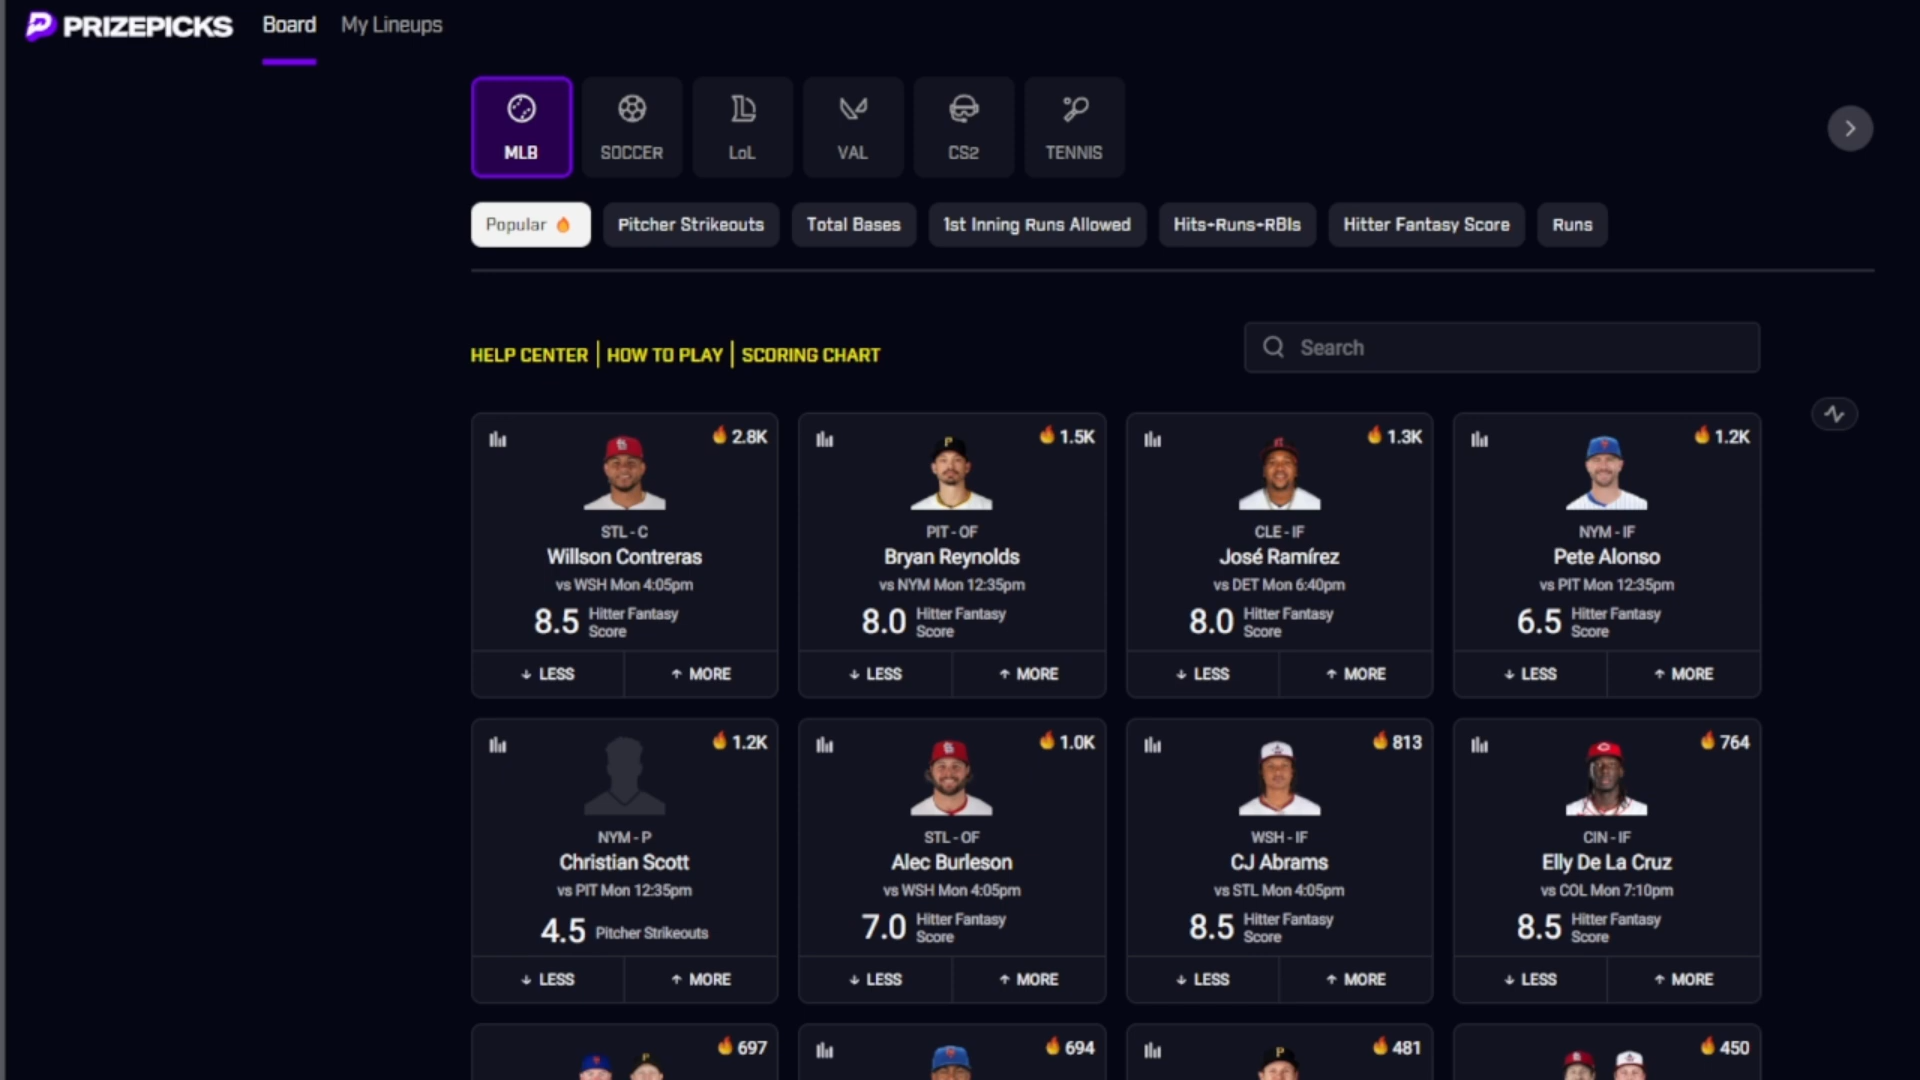 PRIZEPICKS
Board
My Lineups
MLB
SOCCER
LoL
VAL
CS2
TENNIS
Popular
Pitcher Strikeouts
Total Bases
1st Inning Runs Allowed
Hits+Runs+RBIs
Hitter Fantasy Score
Runs
HELP CENTER | HOW TO PLAY | SCORING CHART
Search
2.8K
STL - C
Willson Contreras
vs WSH Mon 4:05pm
8.5 Hitter Fantasy
Score
↓ LESS
↑ MORE
1.5K
P
PIT - OF
Bryan Reynolds
vs NYM Mon 12:35pm
8.0 Hitter Fantasy
Score
↓ LESS
↑ MORE
1.3K
CLE - IF
José Ramírez
vs DET Mon 6:40pm
8.0 Hitter Fantasy
Score
↓ LESS
↑ MORE
1.2K
NYM - IF
Pete Alonso
vs PIT Mon 12:35pm
6.5 Hitter Fantasy
Score
↓ LESS
↑ MORE
1.2K
NYM - P
Christian Scott
vs PIT Mon 12:35pm
4.5 Pitcher Strikeouts
↓ LESS
↑ MORE
1.0K
STL - OF
Alec Burleson
vs WSH Mon 4:05pm
7.0 Hitter Fantasy
Score
↓ LESS
↑ MORE
813
WSH - IF
CJ Abrams
vs STL Mon 4:05pm
8.5 Hitter Fantasy
Score
↓ LESS
↑ MORE
764
CIN - IF
Elly De La Cruz
vs COL Mon 7:10pm
8.5 Hitter Fantasy
Score
↓ LESS
↑ MORE
697
P
694
481
P
450